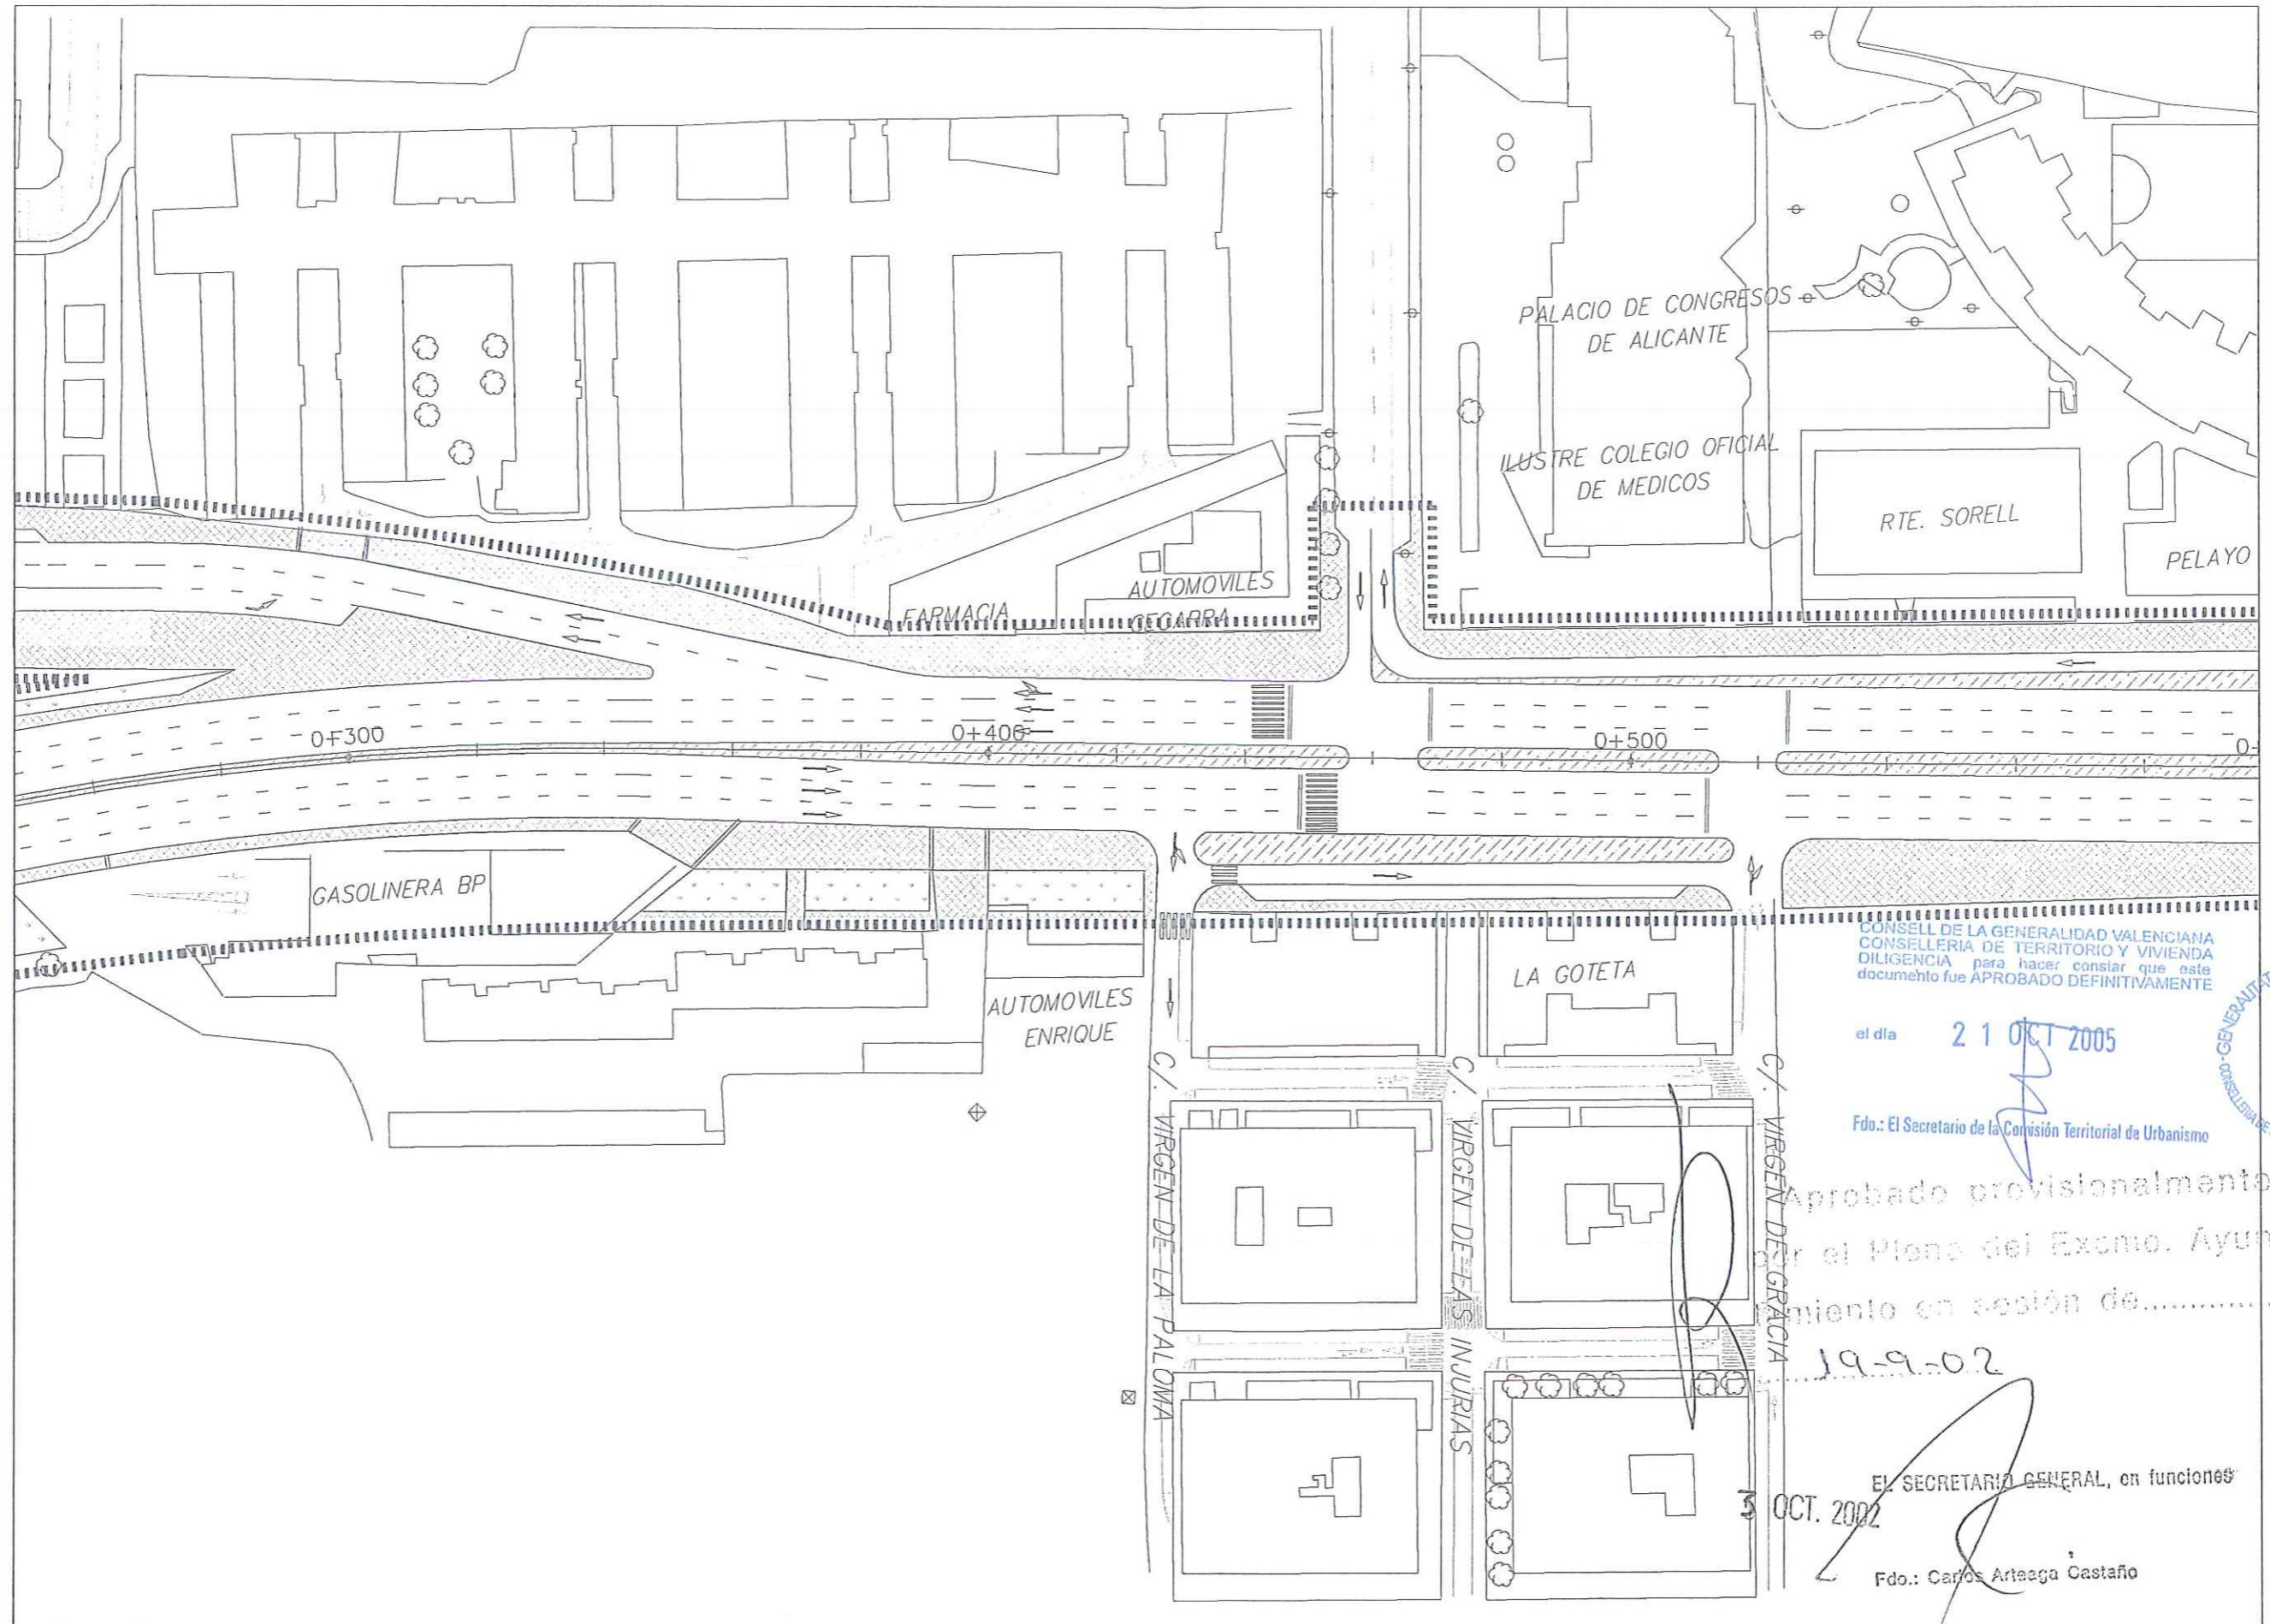 PALACIO DE CONGRESOS
DE ALICANTE
ILUSTRE COLEGIO OFICIAL
DE MEDICOS
RTE. SORELL
PELAYO
AUTOMOVILES
CEGARRA
FARMACIA
0+300
0+400
0+500
0+
GASOLINERA BP
AUTOMOVILES
ENRIQUE
LA GOTETA
C/. VIRGEN DE LA PALOMA
C/. VIRGEN DE LAS INJURIAS
C/. VIRGEN DE GRACIA
CONSELL DE LA GENERALIDAD VALENCIANA
CONSELLERIA DE TERRITORIO Y VIVIENDA
DILIGENCIA para hacer constar que este
documento fue APROBADO DEFINITIVAMENTE
el día 21 OCT 2005
Fdo.: El Secretario de la Comisión Territorial de Urbanismo
Aprobado provisionalmente
por el Pleno del Excmo. Ayun
miento en sesión de............
19-9-02
EL SECRETARIO GENERAL, en funciones
3 OCT. 2002
Fdo.: Carlos Arteaga Castaño